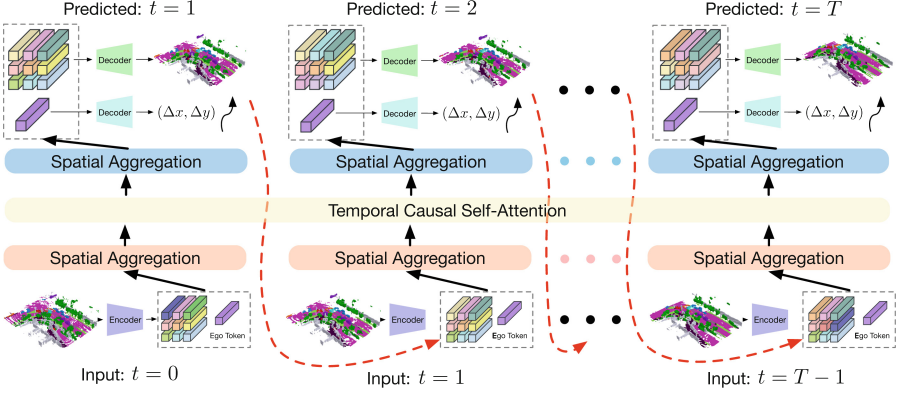 Predicted: t = 1
Predicted: t = 2
Predicted: t = T
Decoder
Decoder
Decoder
Decoder (Δx, Δy)
Decoder (Δx, Δy)
Decoder (Δx, Δy)
Spatial Aggregation
Spatial Aggregation
Spatial Aggregation
Temporal Causal Self-Attention
Spatial Aggregation
Spatial Aggregation
Spatial Aggregation
Encoder
Ego Token
Encoder
Ego Token
Encoder
Ego Token
Input: t = 0
Input: t = 1
Input: t = T − 1